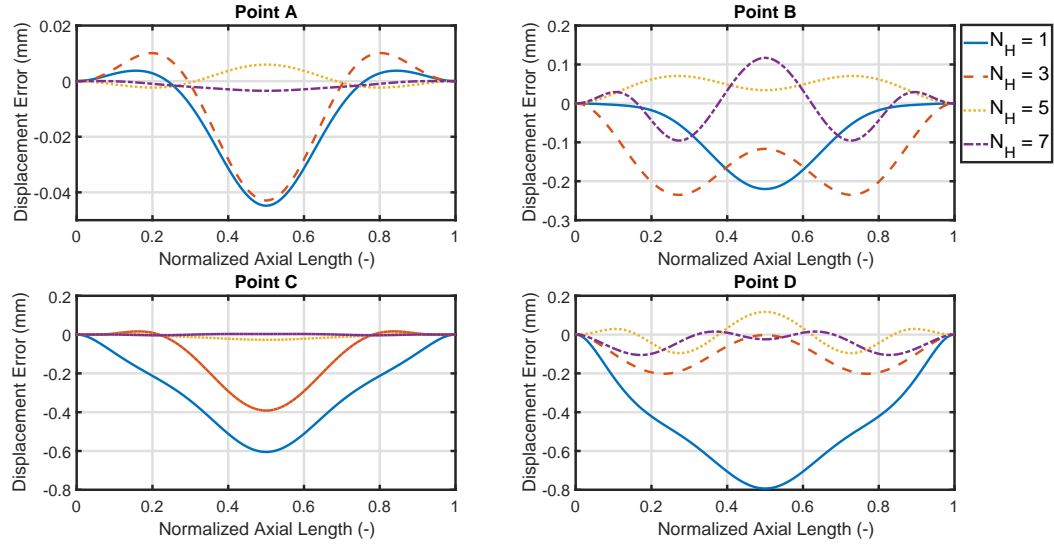 Point A
Displacement Error (mm)
0.02
0
-0.02
-0.04
0 0.2 0.4 0.6 0.8 1
Normalized Axial Length (-)
Point B
Displacement Error (mm)
0.2
0.1
0
-0.1
-0.2
-0.3
0 0.2 0.4 0.6 0.8 1
Normalized Axial Length (-)
N_H = 1
N_H = 3
N_H = 5
N_H = 7
Point C
Displacement Error (mm)
0.2
0
-0.2
-0.4
-0.6
-0.8
0 0.2 0.4 0.6 0.8 1
Normalized Axial Length (-)
Point D
Displacement Error (mm)
0.2
0
-0.2
-0.4
-0.6
-0.8
0 0.2 0.4 0.6 0.8 1
Normalized Axial Length (-)